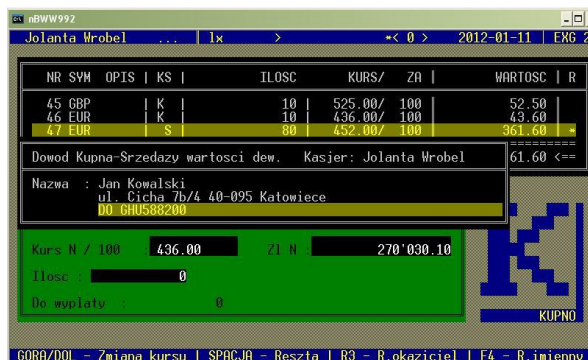 nBWW992
Jolanta Wrobel ... | 1x > *< 0 > 2012-01-11 | EXG 2
NR SYM OPIS | KS | ILOSC KURS/ ZA | WARTOSC | R
45 GBP | K | 10 | 525.00/ 100 | 52.50
46 EUR | K | 10 | 436.00/ 100 | 43.60
47 EUR | S | 80 | 452.00/ 100 | 361.60 | *
Dowod Kupna-Srzedazy wartosci dew. Kasjer: Jolanta Wrobel
61.60 <==
Nazwa : Jan Kowalski
ul. Cicha 7b/4 40-095 Katowiece
DO GHU588200
Kurs N / 100 : 436.00 Zl N : 270'030.10
Ilosc : 0
Do wyplaty : 0
K
KUPNO
GORA/DOL - Zmiana kursu | SPACJA - Reszta | R3 - R.okaziciel | F4 - R.imienny